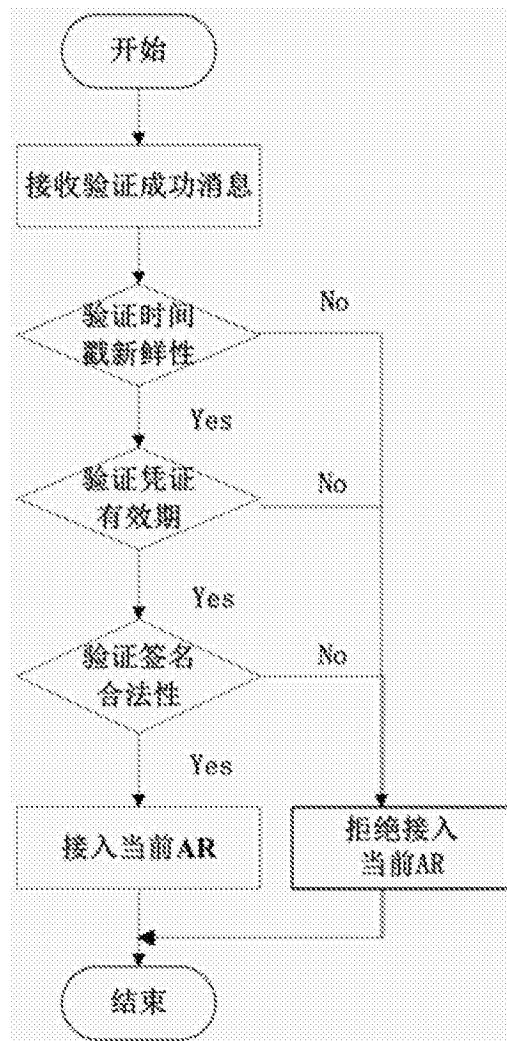 开始
接收验证成功消息
验证时间
戳新鲜性
No
Yes
验证凭证
有效期
No
Yes
验证签名
合法性
No
Yes
接入当前AR
拒绝接入
当前AR
结束